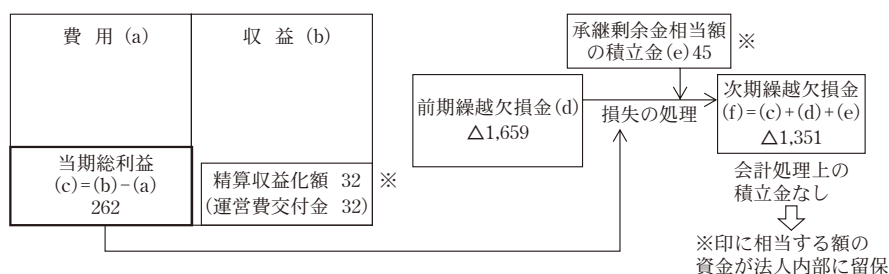 費 用 (a)
収 益 (b)
当期総利益
(c)=(b)−(a)
262
精算収益化額 32
(運営費交付金 32)
※
前期繰越欠損金(d)
△1,659
承継剰余金相当額
の積立金(e)45
※
損失の処理
次期繰越欠損金
(f)=(c)+(d)+(e)
△1,351
会計処理上の
積立金なし
※印に相当する額の
資金が法人内部に留保